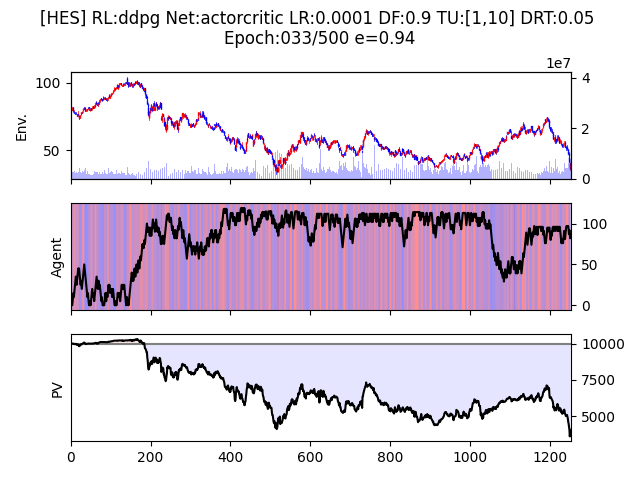 [HES] RL:ddpg Net:actorcritic LR:0.0001 DF:0.9 TU:[1,10] DRT:0.05
Epoch:033/500 e=0.94
1e7
100
50
Env.
4
2
0
Agent
100
50
0
PV
10000
7500
5000
0 200 400 600 800 1000 1200